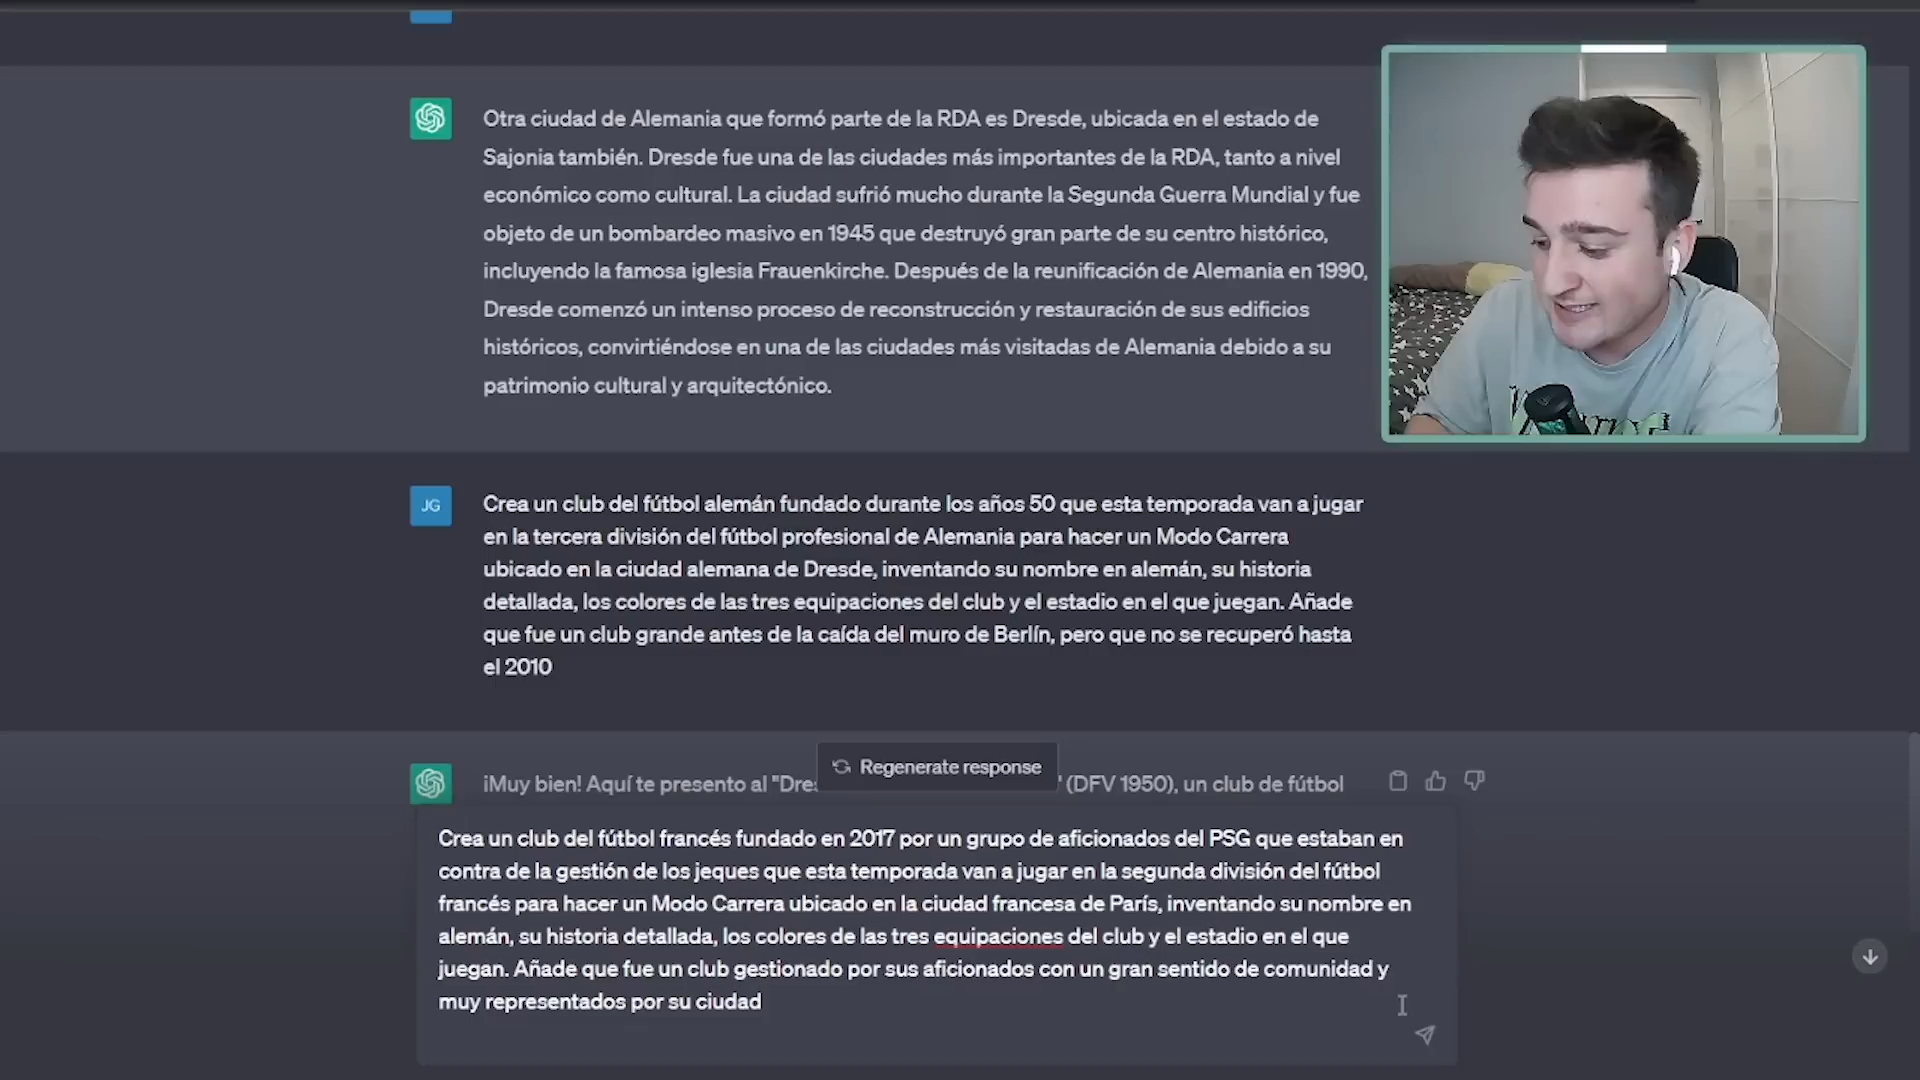 Otra ciudad de Alemania que formó parte de la RDA es Dresde, ubicada en el estado de
Sajonia también. Dresde fue una de las ciudades más importantes de la RDA, tanto a nivel
económico como cultural. La ciudad sufrió mucho durante la Segunda Guerra Mundial y fue
objeto de un bombardeo masivo en 1945 que destruyó gran parte de su centro histórico,
incluyendo la famosa iglesia Frauenkirche. Después de la reunificación de Alemania en 1990,
Dresde comenzó un intenso proceso de reconstrucción y restauración de sus edificios
históricos, convirtiéndose en una de las ciudades más visitadas de Alemania debido a su
patrimonio cultural y arquitectónico.
JG
Crea un club del fútbol alemán fundado durante los años 50 que esta temporada van a jugar
en la tercera división del fútbol profesional de Alemania para hacer un Modo Carrera
ubicado en la ciudad alemana de Dresde, inventando su nombre en alemán, su historia
detallada, los colores de las tres equipaciones del club y el estadio en el que juegan. Añade
que fue un club grande antes de la caída del muro de Berlín, pero que no se recuperó hasta
el 2010
Regenerate response
¡Muy bien! Aquí te presento al (DFV 1950), un club de fútbol
Crea un club del fútbol francés fundado en 2017 por un grupo de aficionados del PSG que estaban en
contra de la gestión de los jeques que esta temporada van a jugar en la segunda división del fútbol
francés para hacer un Modo Carrera ubicado en la ciudad francesa de París, inventando su nombre en
alemán, su historia detallada, los colores de las tres equipaciones del club y el estadio en el que
juegan. Añade que fue un club gestionado por sus aficionados con un gran sentido de comunidad y
muy representados por su ciudad